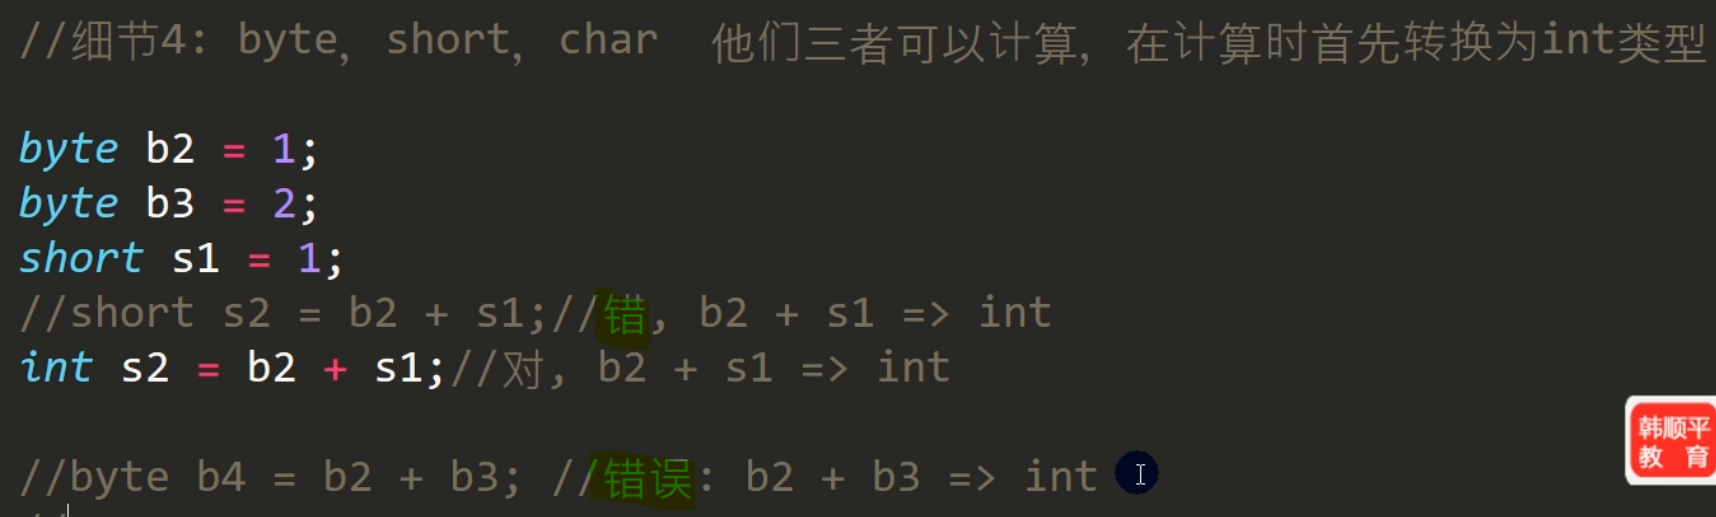 //细节4: byte, short, char 他们三者可以计算, 在计算时首先转换为int类型
byte b2 = 1;
byte b3 = 2;
short s1 = 1;
//short s2 = b2 + s1;//错, b2 + s1 => int
int s2 = b2 + s1;//对, b2 + s1 => int
//byte b4 = b2 + b3; //错误: b2 + b3 => int
//
韩顺平
教 育